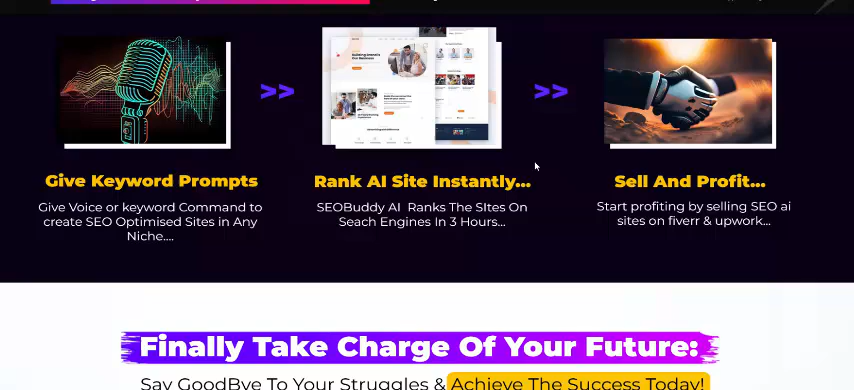 >>
>>
Give Keyword Prompts
Give Voice or keyword Command to
create SEO Optimised Sites in Any
Niche....
Rank AI Site Instantly...
SEOBuddy AI Ranks The SItes On
Seach Engines In 3 Hours...
Sell And Profit...
Start profiting by selling SEO ai
sites on fiverr & upwork...
Finally Take Charge Of Your Future:
Say GoodBye To Your Struggles & Achieve The Success Today!